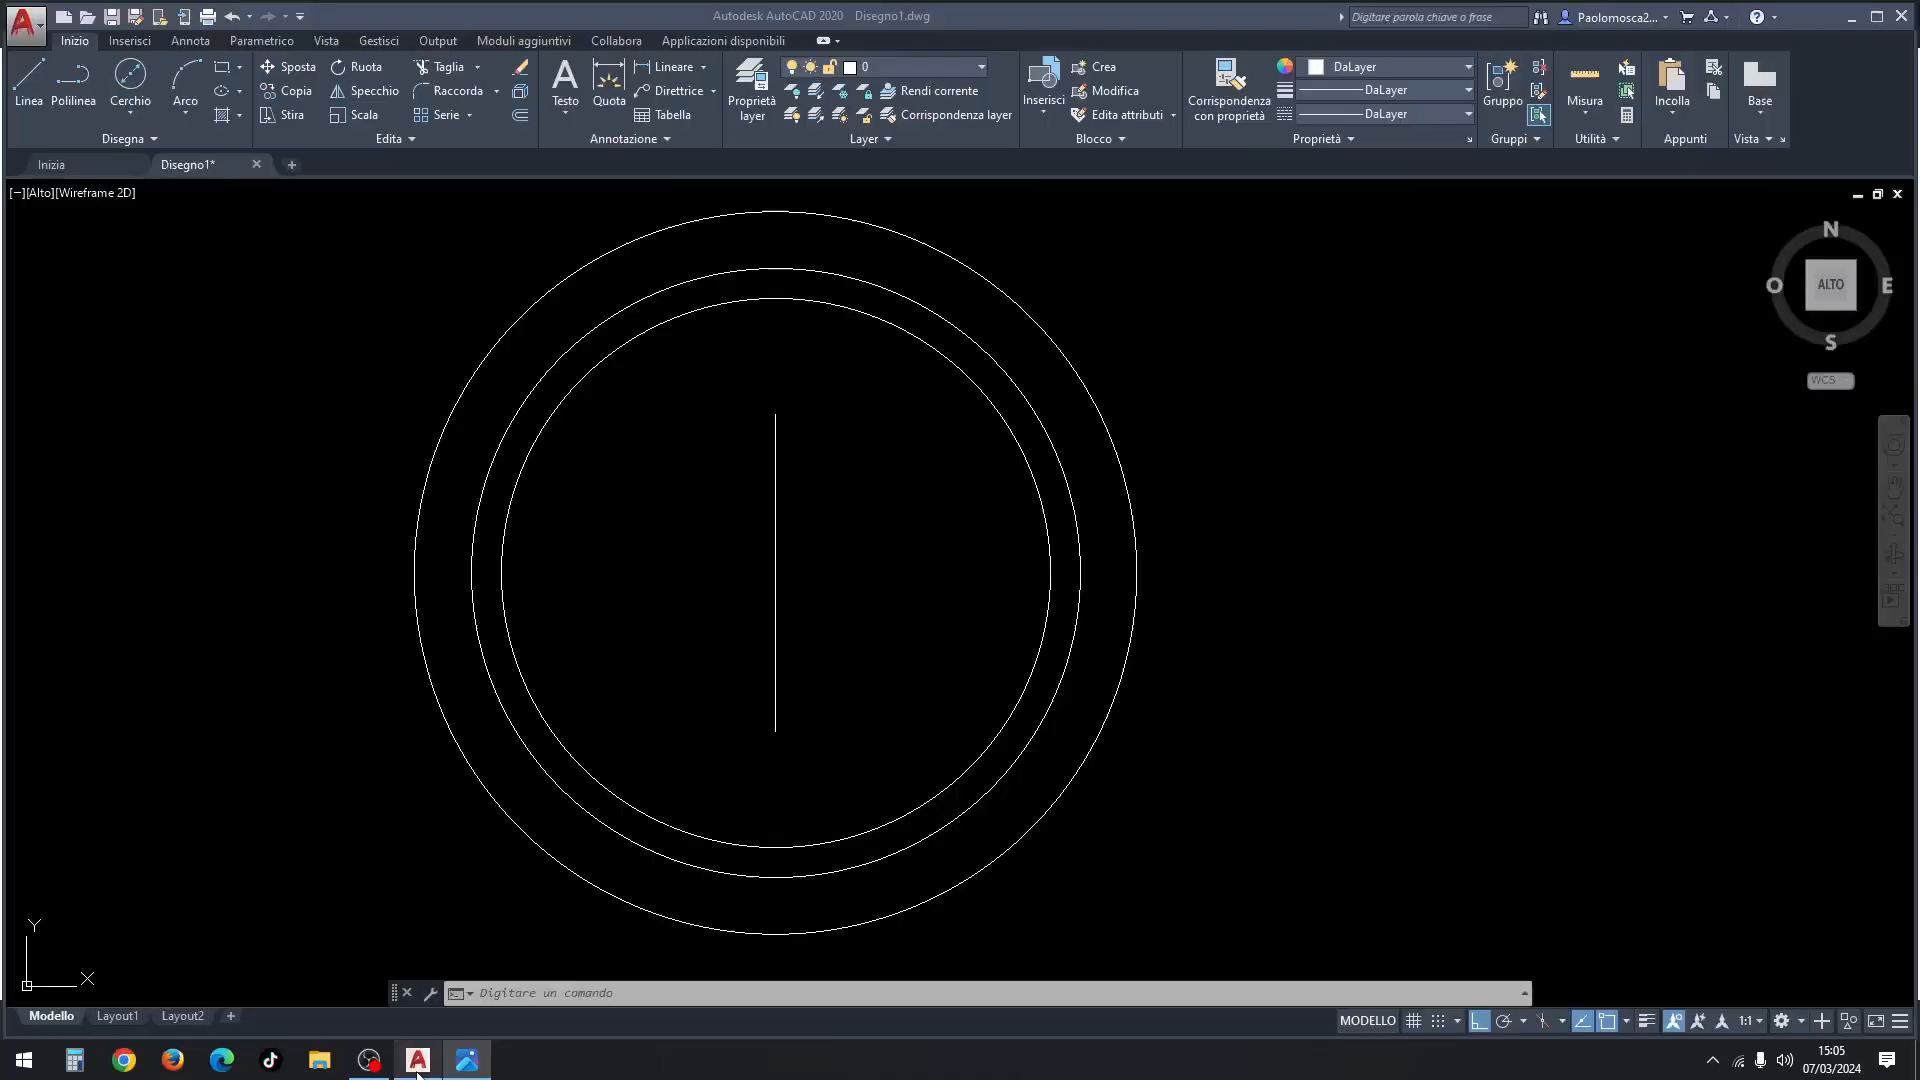 Autodesk AutoCAD 2020 Disegno1.dwg
Digitare parola chiave o frase
Paolomosca2...
Inizio Inserisci Annota Parametrico Vista Gestisci Output Moduli aggiuntivi Collabora Applicazioni disponibili
Linea Polilinea Cerchio Arco
Sposta Ruota Taglia
Copia Specchio Raccorda
Stira Scala Serie
Testo Quota
Lineare
Direttrice
Tabella
Proprietà
layer
0
Rendi corrente
Corrispondenza layer
Inserisci
Crea
Modifica
Edita attributi
Corrispondenza
con proprietà
DaLayer
DaLayer
DaLayer
Gruppo
Misura
Incolla
Base
Disegna Edita Annotazione Layer Blocco Proprietà Gruppi Utilità Appunti Vista
Inizia Disegno1*
[−][Alto][Wireframe 2D]
N
O ALTO E
S
WCS
Y
X
Digitare un comando
Modello Layout1 Layout2
MODELLO 1:1
15:05
07/03/2024